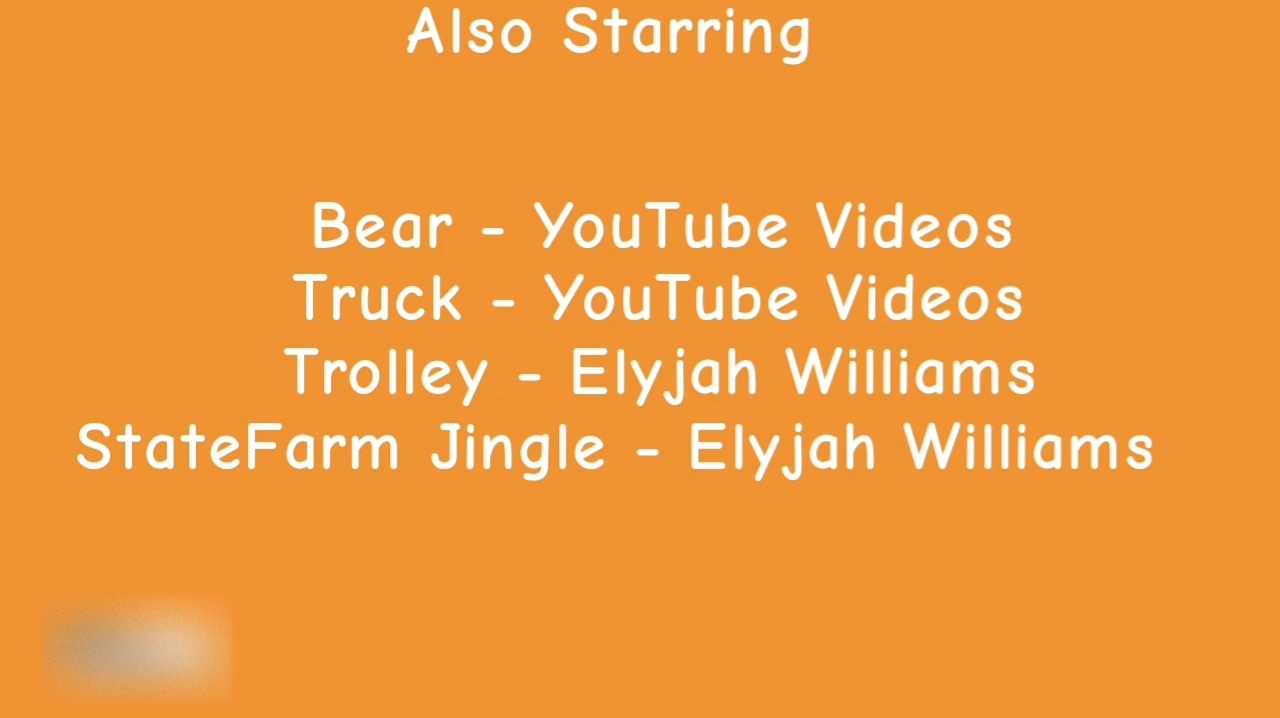 Also Starring
Bear - YouTube Videos
Truck - YouTube Videos
Trolley - Elyjah Williams
StateFarm Jingle - Elyjah Williams